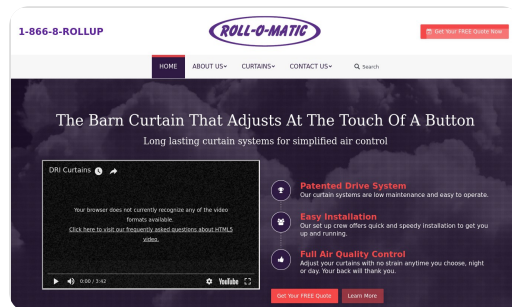 1-866-8-ROLLUP
ROLL-O-MATIC
Get Your FREE Quote Now
HOME
ABOUT US
CURTAINS
CONTACT US
Search
The Barn Curtain That Adjusts At The Touch Of A Button
Long lasting curtain systems for simplified air control
DRI Curtains
Your browser does not currently recognize any of the video
formats available.
Click here to visit our frequently asked questions about HTML5
video.
0:00 / 3:42
YouTube
Patented Drive System
Our curtain systems are low maintenance and easy to operate.
Easy Installation
Our set up crew offers quick and speedy installation to get you
up and running.
Full Air Quality Control
Adjust your curtains with no strain anytime you choose, night
or day. Your back will thank you.
Get Your FREE Quote
Learn More